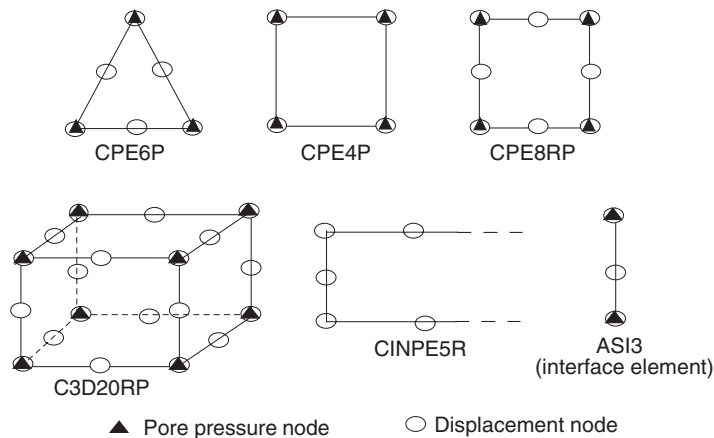 CPE6P
CPE4P
CPE8RP
C3D20RP
CINPE5R
ASI3
(interface element)
Pore pressure node
Displacement node